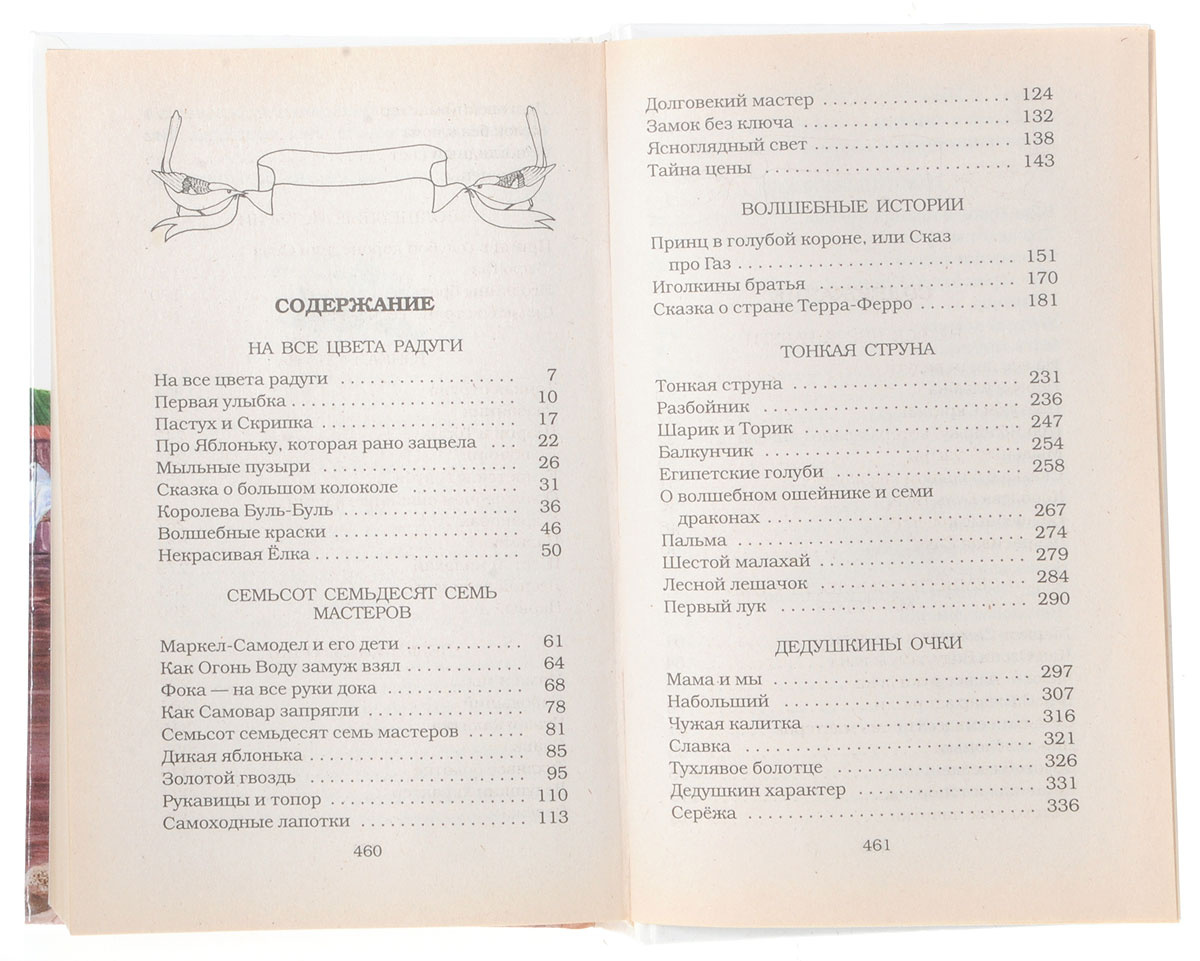 СОДЕРЖАНИЕ
НА ВСЕ ЦВЕТА РАДУГИ
На все цвета радуги ................ 7
Первая улыбка ..................... 10
Пастух и Скрипка .................. 17
Про Яблоньку, которая рано зацвела ... 22
Мыльные пузыри .................. 26
Сказка о большом колоколе .......... 31
Королева Буль-Буль ................ 36
Волшебные краски ................. 46
Некрасивая Ёлка ................... 50
СЕМЬСОТ СЕМЬДЕСЯТ СЕМЬ
МАСТЕРОВ
Маркел-Самодел и его дети .......... 61
Как Огонь Воду замуж взял .......... 64
Фока — на все руки дока ............ 68
Как Самовар запрягли .............. 78
Семьсот семьдесят семь мастеров ...... 81
Дикая яблонька .................... 85
Золотой гвоздь .................... 95
Рукавицы и топор .................. 110
Самоходные лапотки ............... 113
460
Долговекий мастер .................. 124
Замок без ключа .................... 132
Ясноглядный свет ................... 138
Тайна цены ....................... 143
ВОЛШЕБНЫЕ ИСТОРИИ
Принц в голубой короне, или Сказ
про Газ .......................... 151
Иголкины братья ................... 170
Сказка о стране Терра-Ферро .......... 181
ТОНКАЯ СТРУНА
Тонкая струна ..................... 231
Разбойник ........................ 236
Шарик и Торик .................... 247
Балкунчик ........................ 254
Египетские голуби .................. 258
О волшебном ошейнике и семи
драконах ......................... 267
Пальма .......................... 274
Шестой малахай ................... 279
Лесной лешачок .................... 284
Первый лук ....................... 290
ДЕДУШКИНЫ ОЧКИ
Мама и мы ....................... 297
Набольший ....................... 307
Чужая калитка .................... 316
Славка .......................... 321
Тухлявое болотце .................. 326
Дедушкин характер ................. 331
Серёжа .......................... 336
461